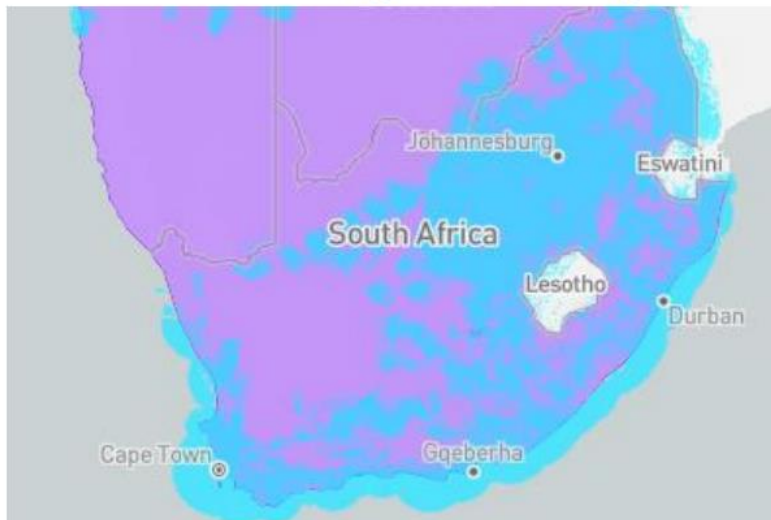 Johannesburg
Eswatini
South Africa
Lesotho
Durban
Cape Town
Gqeberha